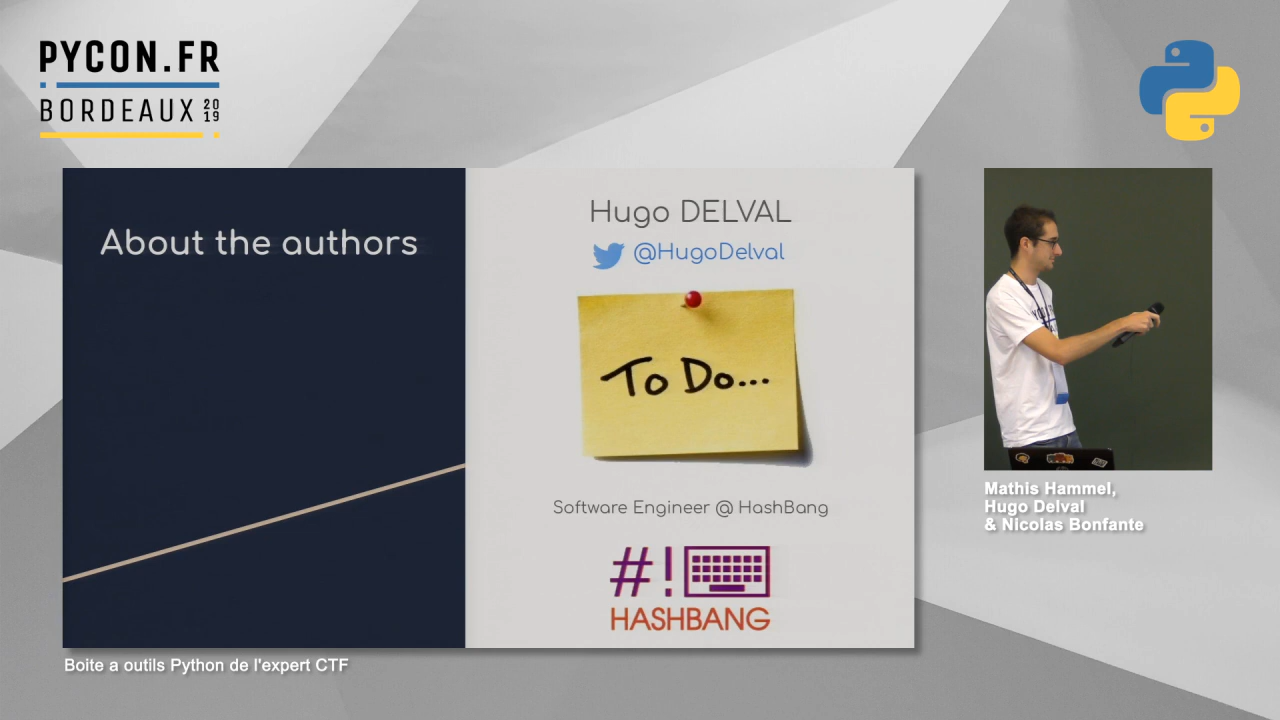 PYCON.FR
BORDEAUX 2019
About the authors
Hugo DELVAL
@HugoDelval
To Do...
Software Engineer @ HashBang
#!
HASHBANG
Mathis Hammel,
Hugo Delval
& Nicolas Bonfante
Boite a outils Python de l'expert CTF